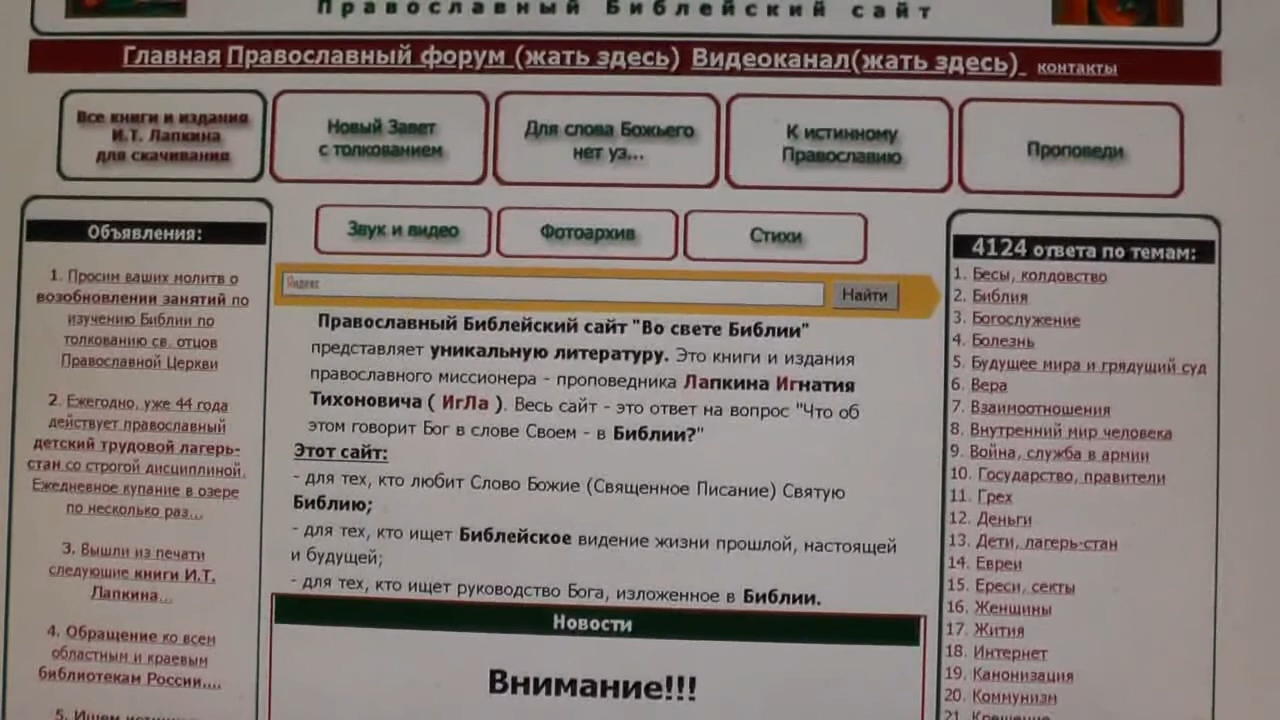 Православный Библейский сайт
Главная Православный форум (жать здесь) Видеоканал(жать здесь) контакты
Все книги и издания
И.Т. Лапкина
для скачивания
Новый Завет
с толкованием
Для слова Божьего
нет уз...
К истинному
Православию
Проповеди
Звук и видео
Фотоархив
Стихи
Объявления:
1. Просим ваших молитв о
возобновлении занятий по
изучению Библии по
толкованию св. отцов
Православной Церкви
2. Ежегодно, уже 44 года
действует православный
детский трудовой лагерь-
стан со строгой дисциплиной.
Ежедневное купание в озере
по несколько раз...
3. Вышли из печати
следующие книги И.Т.
Лапкина...
4. Обращение ко всем
областным и краевым
библиотекам России....
5. Ищем
Яндекс
Найти
Православный Библейский сайт "Во свете Библии"
представляет уникальную литературу. Это книги и издания
православного миссионера - проповедника Лапкина Игнатия
Тихоновича ( ИгЛа ). Весь сайт - это ответ на вопрос "Что об
этом говорит Бог в слове Своем - в Библии?"
Этот сайт:
- для тех, кто любит Слово Божие (Священное Писание) Святую
Библию;
- для тех, кто ищет Библейское видение жизни прошлой, настоящей
и будущей;
- для тех, кто ищет руководство Бога, изложенное в Библии.
Новости
Внимание!!!
4124 ответа по темам:
1. Бесы, колдовство
2. Библия
3. Богослужение
4. Болезнь
5. Будущее мира и грядущий суд
6. Вера
7. Взаимоотношения
8. Внутренний мир человека
9. Война, служба в армии
10. Государство, правители
11. Грех
12. Деньги
13. Дети, лагерь-стан
14. Евреи
15. Ереси, секты
16. Женщины
17. Жития
18. Интернет
19. Канонизация
20. Коммунизм
21. Крещение